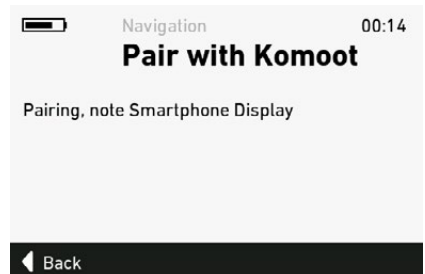 Navigation 00:14
Pair with Komoot
Pairing, note Smartphone Display
Back